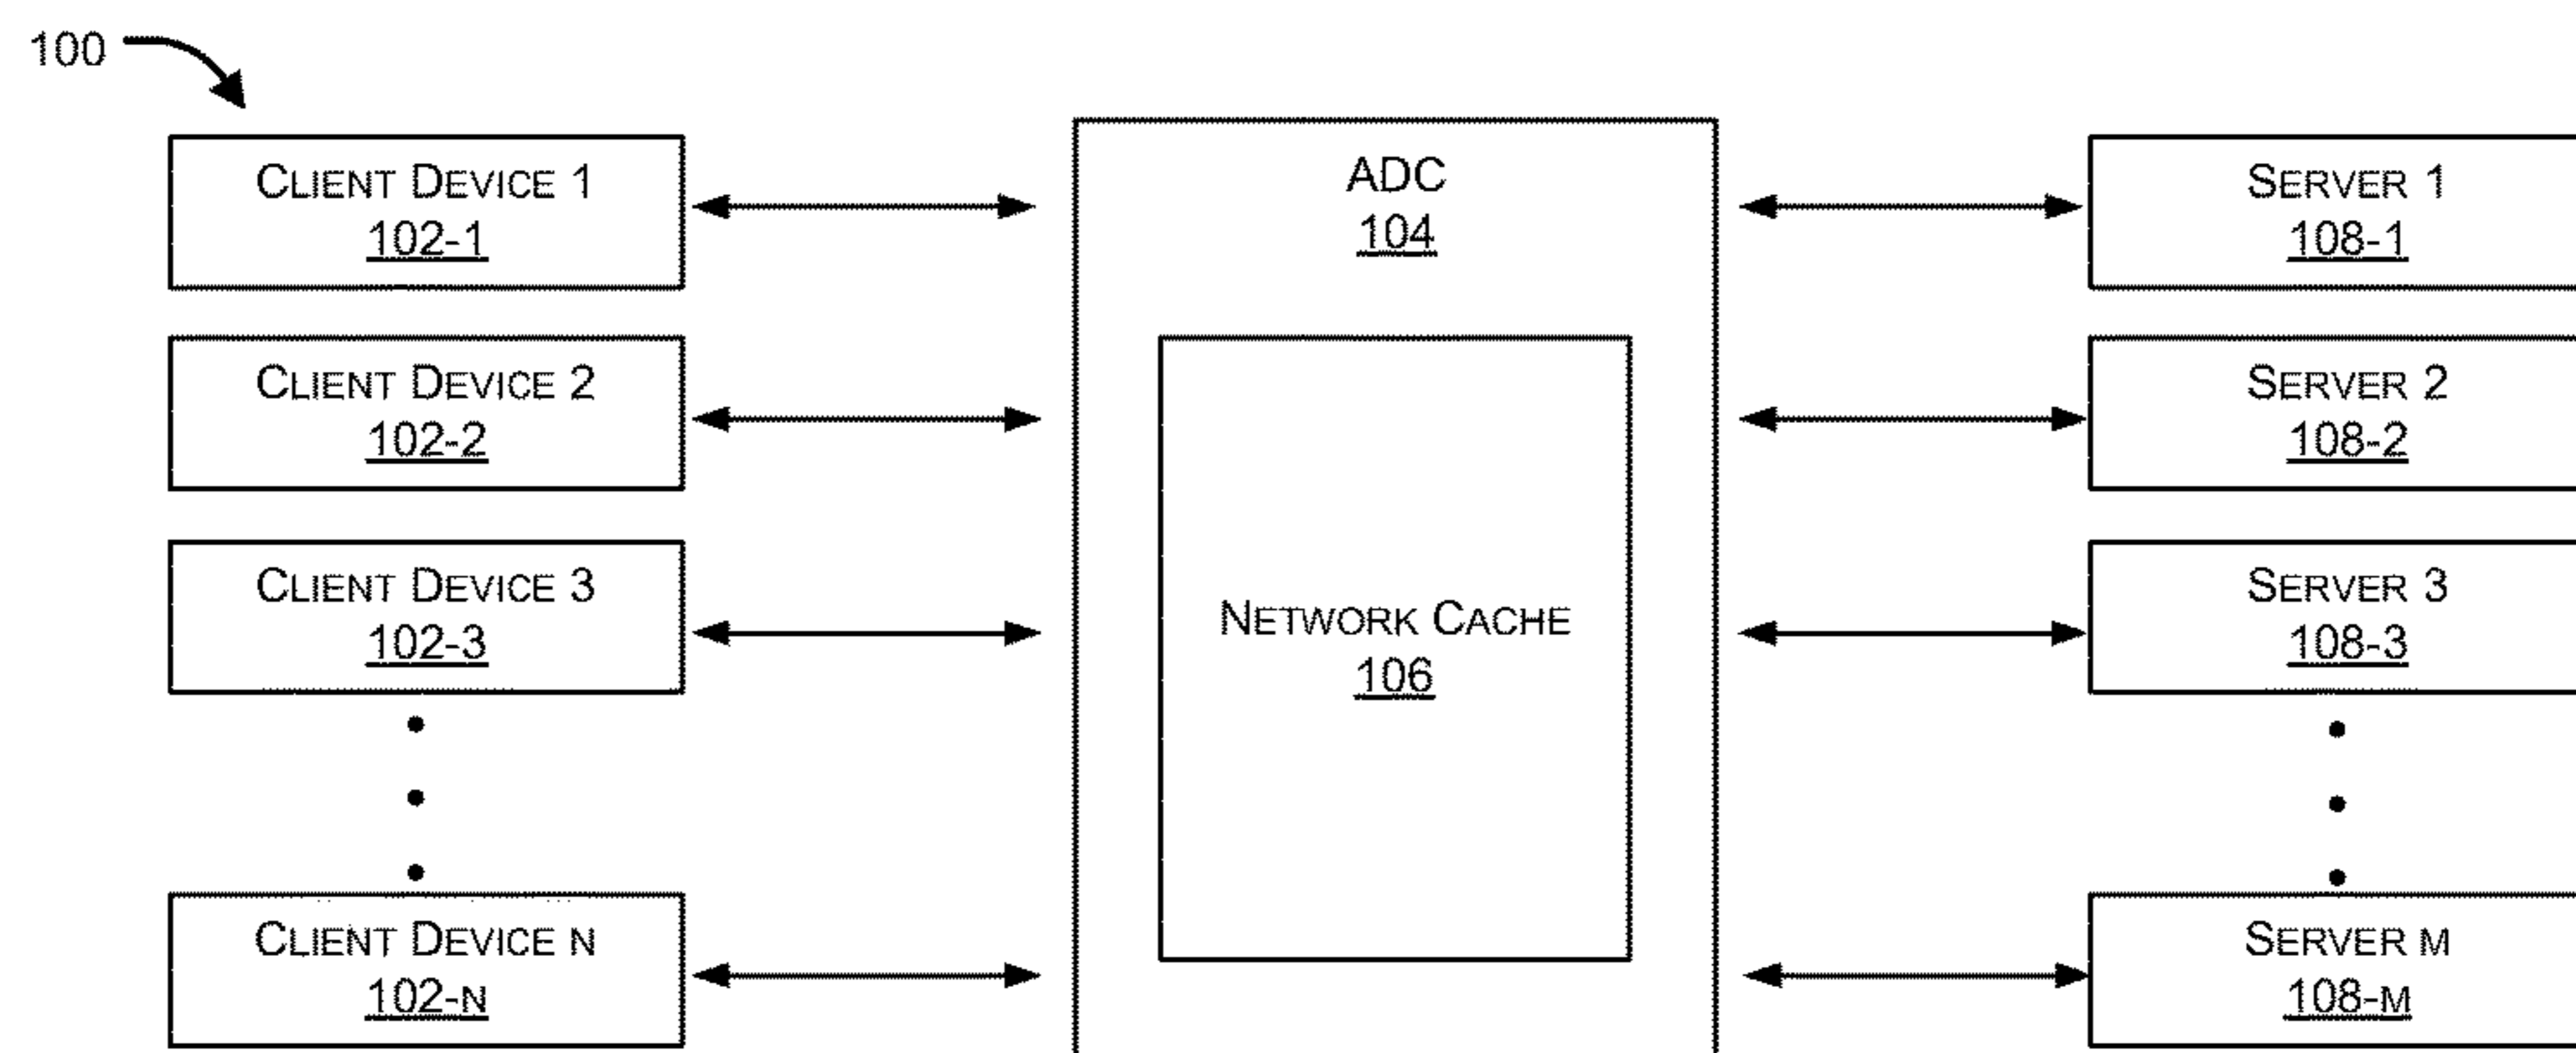 100
CLIENT DEVICE 1
102-1
CLIENT DEVICE 2
102-2
CLIENT DEVICE 3
102-3
CLIENT DEVICE N
102-N
ADC
104
NETWORK CACHE
106
SERVER 1
108-1
SERVER 2
108-2
SERVER 3
108-3
SERVER M
108-M